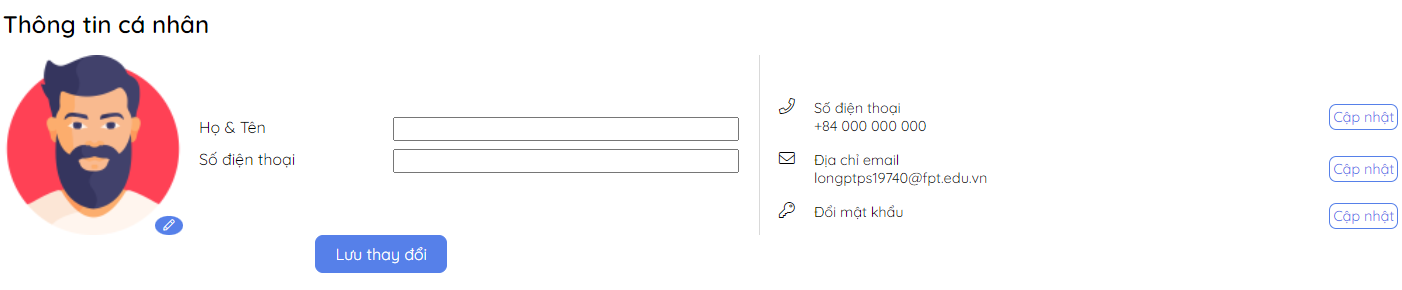 Thông tin cá nhân
Họ & Tên
Số điện thoại
Lưu thay đổi
Số điện thoại
+84 000 000 000
Cập nhật
Địa chỉ email
longptps19740@fpt.edu.vn
Cập nhật
Đổi mật khẩu
Cập nhật